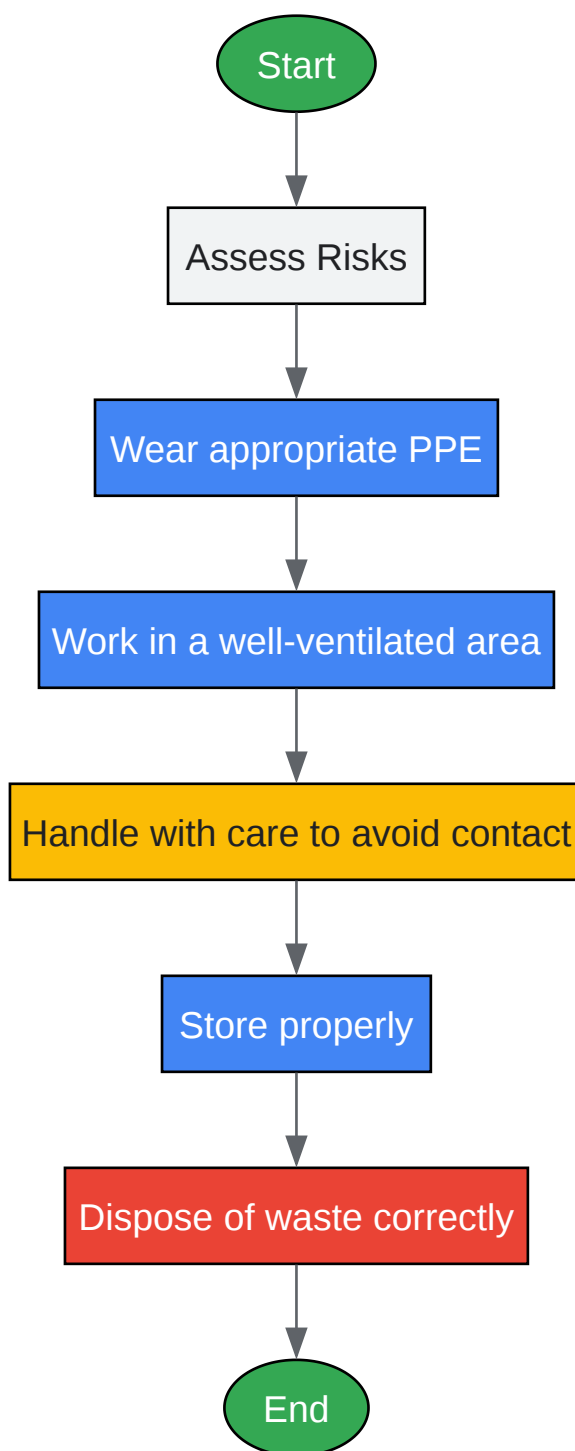 Start
Assess Risks
Wear appropriate PPE
Work in a well-ventilated area
Handle with care to avoid contact
Store properly
Dispose of waste correctly
End